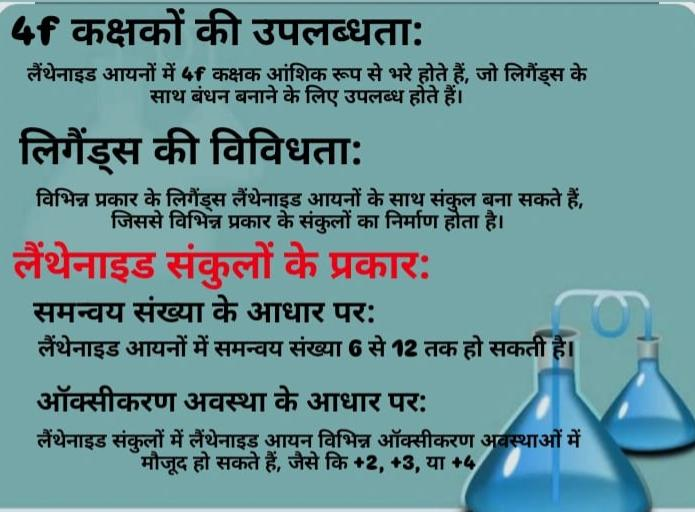 4f कक्षकों की उपलब्धता:
लैंथेनाइड आयनों में 4f कक्षक आंशिक रूप से भरे होते हैं, जो लिगैंड्स के
साथ बंधन बनाने के लिए उपलब्ध होते हैं।
लिगैंड्स की विविधता:
विभिन्न प्रकार के लिगैंड्स लैंथेनाइड आयनों के साथ संकुल बना सकते हैं,
जिससे विभिन्न प्रकार के संकुलों का निर्माण होता है।
लैंथेनाइड संकुलों के प्रकार:
समन्वय संख्या के आधार पर:
लैंथेनाइड आयनों में समन्वय संख्या 6 से 12 तक हो सकती है।
ऑक्सीकरण अवस्था के आधार पर:
लैंथेनाइड संकुलों में लैंथेनाइड आयन विभिन्न ऑक्सीकरण अवस्थाओं में
मौजूद हो सकते हैं, जैसे कि +2, +3, या +4